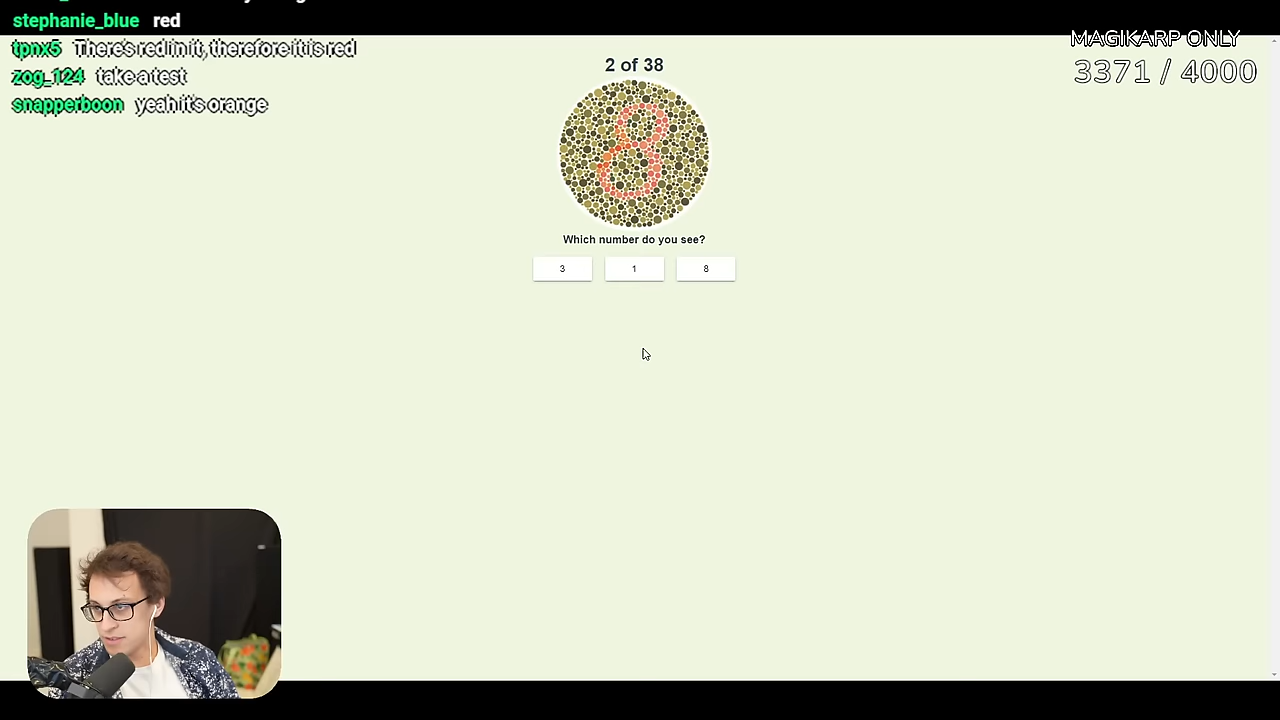 stephanie_blue red
tpnx5 There's red in it, therefore it is red
zog_124 take a test
snapperboon yeah it's orange
MAGIKARP ONLY
3371 / 4000
2 of 38
8
Which number do you see?
3 1 8